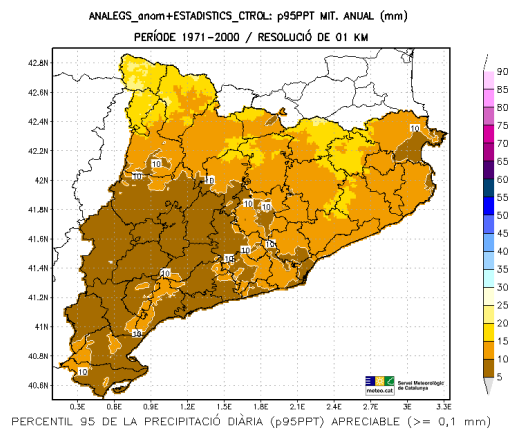 ANALEGS_anom+ESTADISTICS_CTROL: p95PPT MIT. ANUAL (mm)
PERÍODE 1971-2000 / RESOLUCIÓ DE 01 KM
42.8N
42.6N
42.4N
42.2N
42N
41.8N
41.6N
41.4N
41.2N
41N
40.8N
40.6N
0.3E 0.6E 0.9E 1.2E 1.5E 1.8E 2.1E 2.4E 2.7E 3E 3.3E
10
10
10
10
10
10
10
10
10
10
10
10
90
85
80
75
70
65
60
55
50
45
40
35
30
25
20
15
10
5
meteo.cat
Servei Meteorològic
de Catalunya
PERCENTIL 95 DE LA PRECIPITACIÓ DIÀRIA (p95PPT) APRECIABLE (>= 0,1 mm)